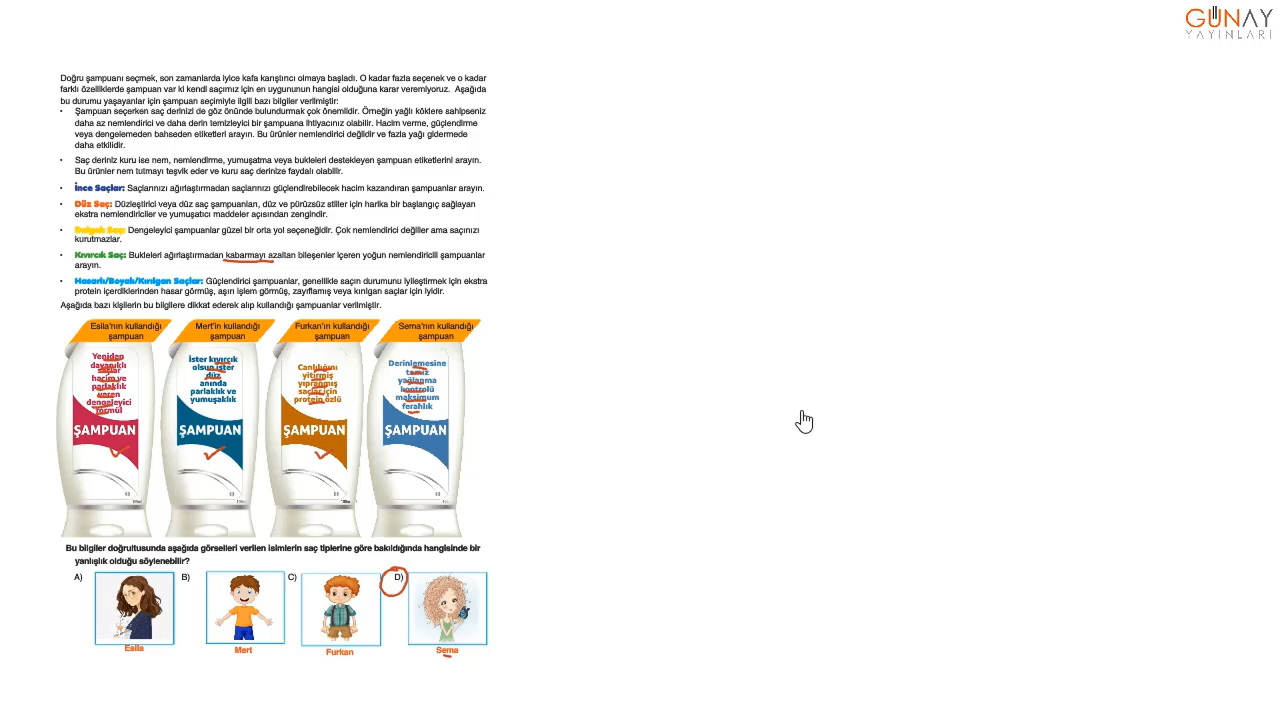 GÜNAY
YAYINLARI
Doğru şampuanı seçmek, son zamanlarda iyice kafa karıştırıcı olmaya başladı. O kadar fazla seçenek ve o kadar
farklı özelliklerde şampuan var ki kendi saçımız için en uygununun hangisi olduğuna karar veremiyoruz. Aşağıda
bu durumu yaşayanlar için şampuan seçimiyle ilgili bazı bilgiler verilmiştir:
• Şampuan seçerken saç derinizi de göz önünde bulundurmak çok önemlidir. Örneğin yağlı köklere sahipseniz
daha az nemlendirici ve daha derin temizleyici bir şampuana ihtiyacınız olabilir. Hacim verme, güçlendirme
veya dengelemeden bahseden etiketleri arayın. Bu ürünler nemlendirici değildir ve fazla yağı gidermede
daha etkilidir.
• Saç deriniz kuru ise nem, nemlendirme, yumuşatma veya bukleleri destekleyen şampuan etiketlerini arayın.
Bu ürünler nem tutmayı teşvik eder ve kuru saç derinize faydalı olabilir.
• İnce Saçlar: Saçlarınızı ağırlaştırmadan saçlarınızı güçlendirebilecek hacim kazandıran şampuanlar arayın.
• Düz Saç: Düzleştirici veya düz saç şampuanları, düz ve pürüzsüz stiller için harika bir başlangıç sağlayan
ekstra nemlendiriciler ve yumuşatıcı maddeler açısından zengindir.
• Dalgalı Saç: Dengeleyici şampuanlar güzel bir orta yol seçeneğidir. Çok nemlendirici değiller ama saçınızı
kurutmazlar.
• Kıvırcık Saç: Bukleleri ağırlaştırmadan kabarmayı azaltan bileşenler içeren yoğun nemlendiricili şampuanlar
arayın.
• Hasarlı/Boyalı/Kırılgan Saçlar: Güçlendirici şampuanlar, genellikle saçın durumunu iyileştirmek için ekstra
protein içerdiklerinden hasar görmüş, aşırı işlem görmüş, zayıflamış veya kırılgan saçlar için iyidir.
Aşağıda bazı kişilerin bu bilgilere dikkat ederek alıp kullandığı şampuanlar verilmiştir.
Esila'nın kullandığı
şampuan
Mert'in kullandığı
şampuan
Furkan'ın kullandığı
şampuan
Sema'nın kullandığı
şampuan
Yeniden
dayanıklı
saçlar
hacim ve
parlaklık
veren
dengeleyici
formül
ŞAMPUAN
İster kıvırcık
olsun ister
düz
anında
parlaklık ve
yumuşaklık
ŞAMPUAN
Canlılığını
yitirmiş
yıpranmış
saçlar için
protein özlü
ŞAMPUAN
Derinlemesine
temiz
yağlanma
kontrolü
maksimum
ferahlık
ŞAMPUAN
Bu bilgiler doğrultusunda aşağıda görselleri verilen isimlerin saç tiplerine göre bakıldığında hangisinde bir
yanlışlık olduğu söylenebilir?
A)
B)
C)
D)
Esila
Mert
Furkan
Sema